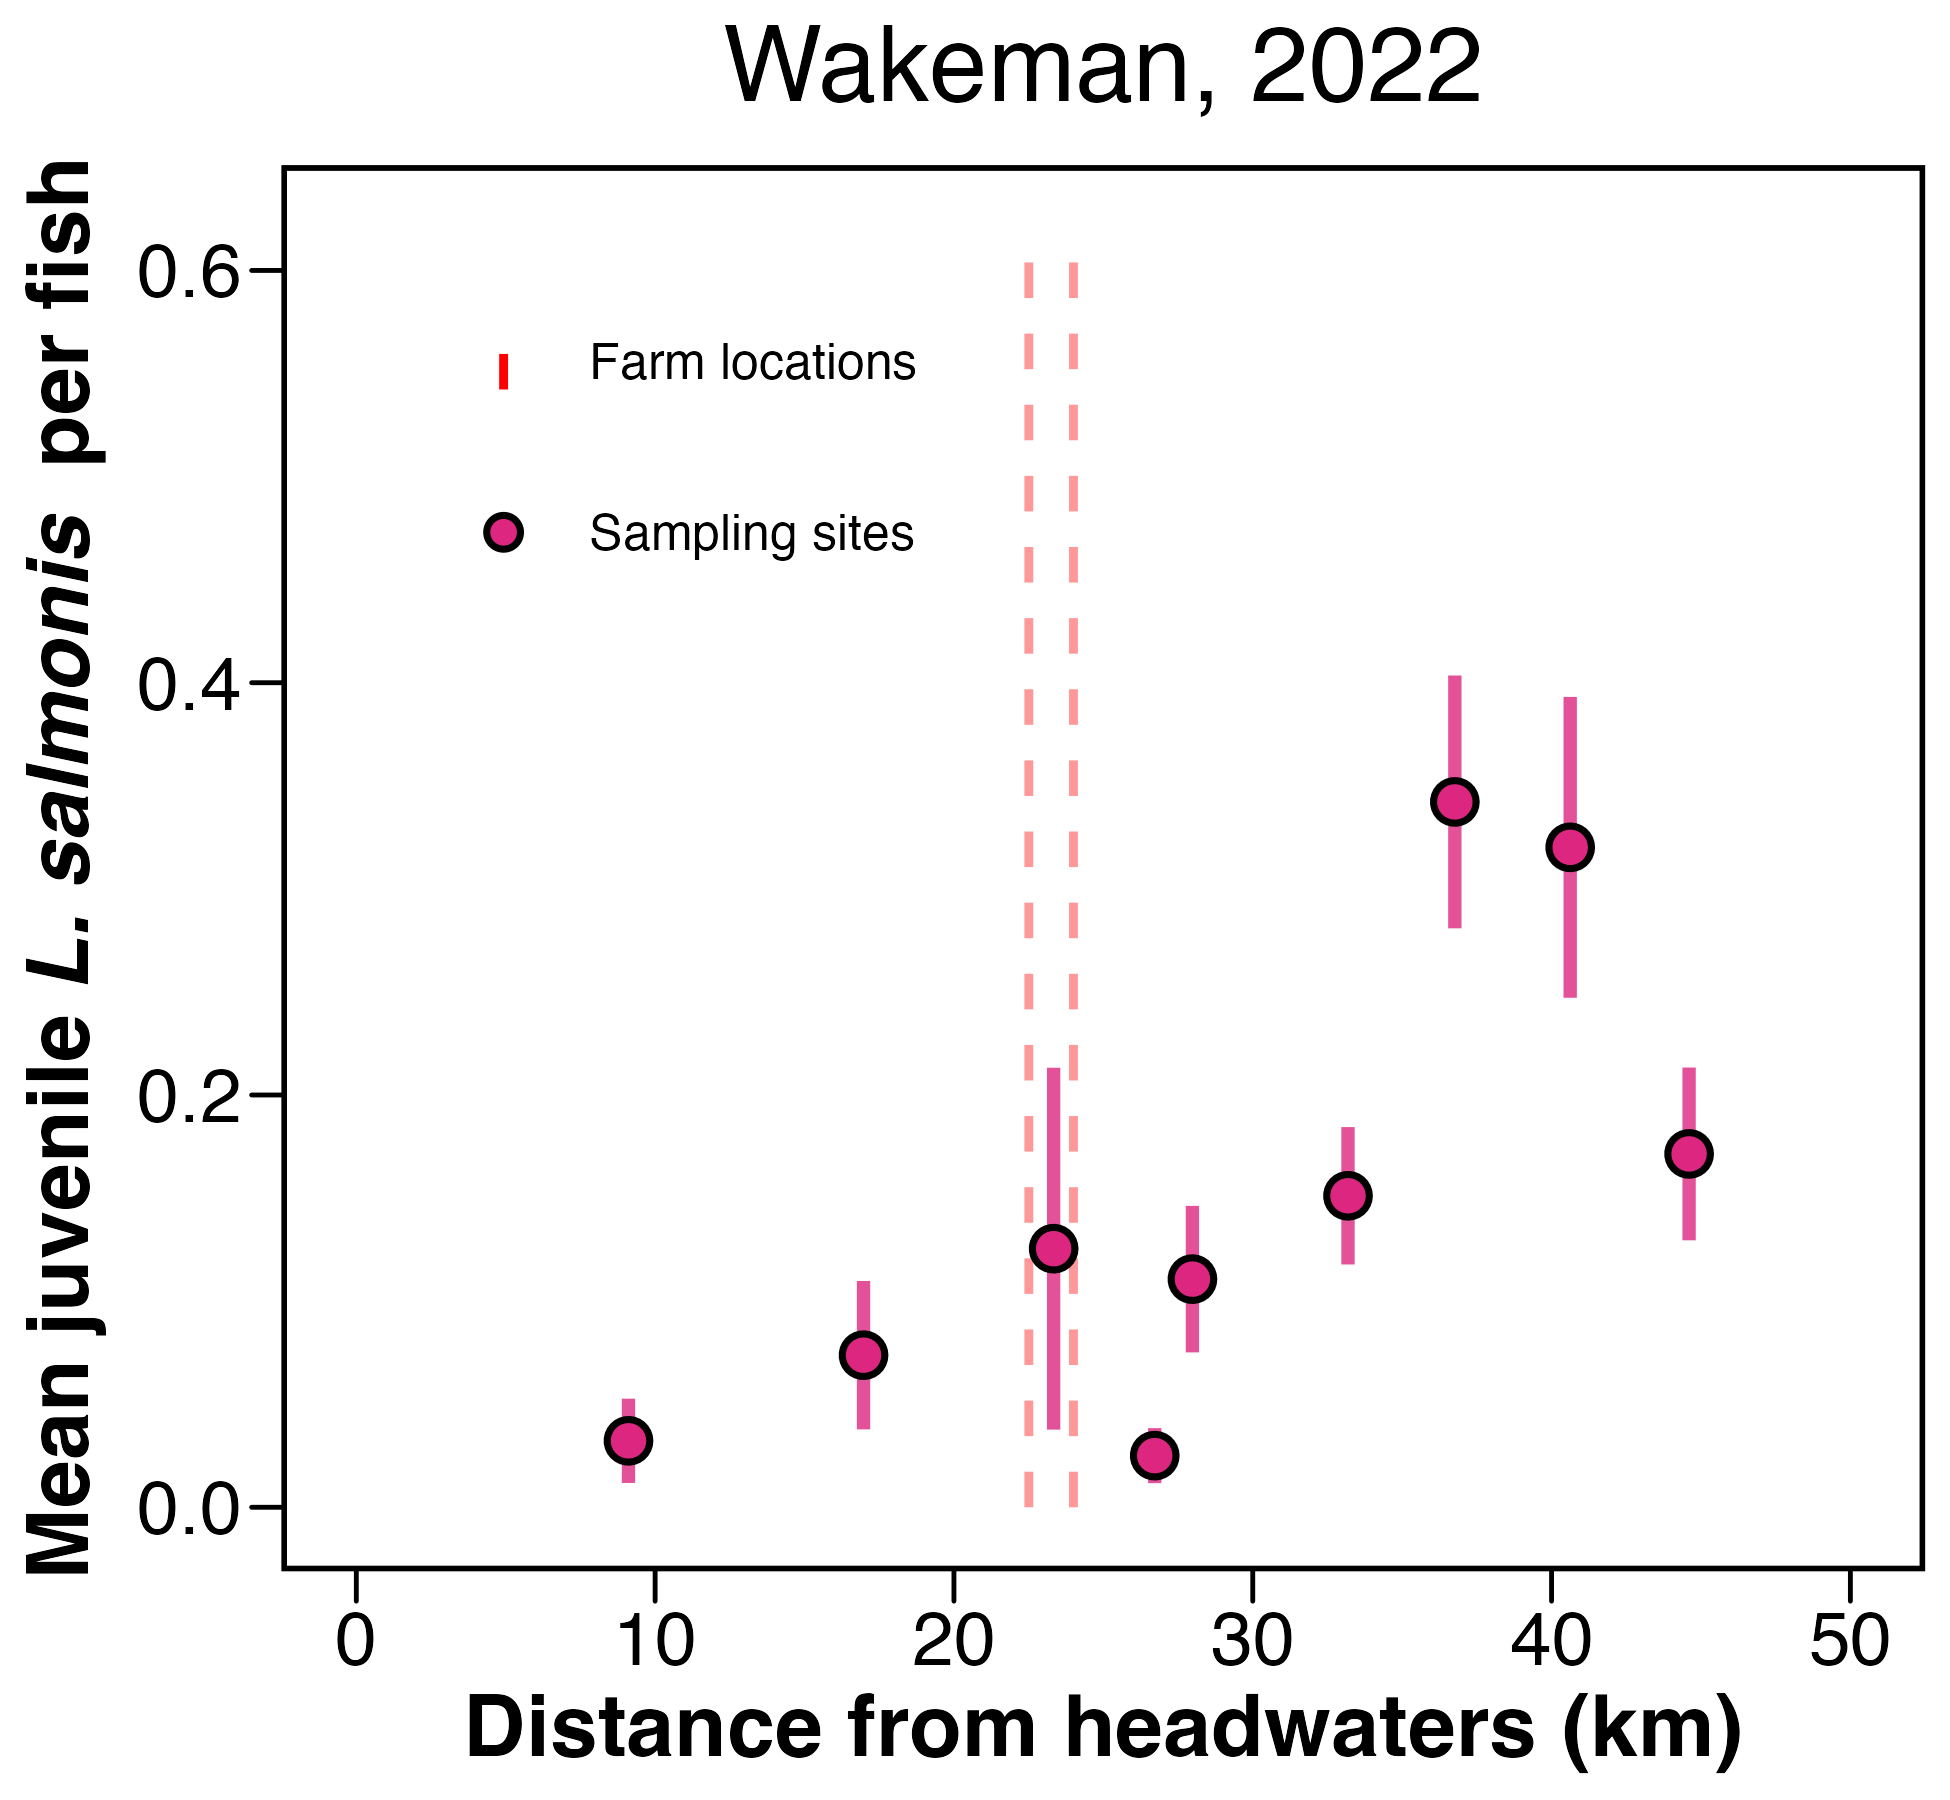 Wakeman, 2022
Mean juvenile L. salmonis per fish
0.6
0.4
0.2
0.0
Farm locations
Sampling sites
0 10 20 30 40 50
Distance from headwaters (km)